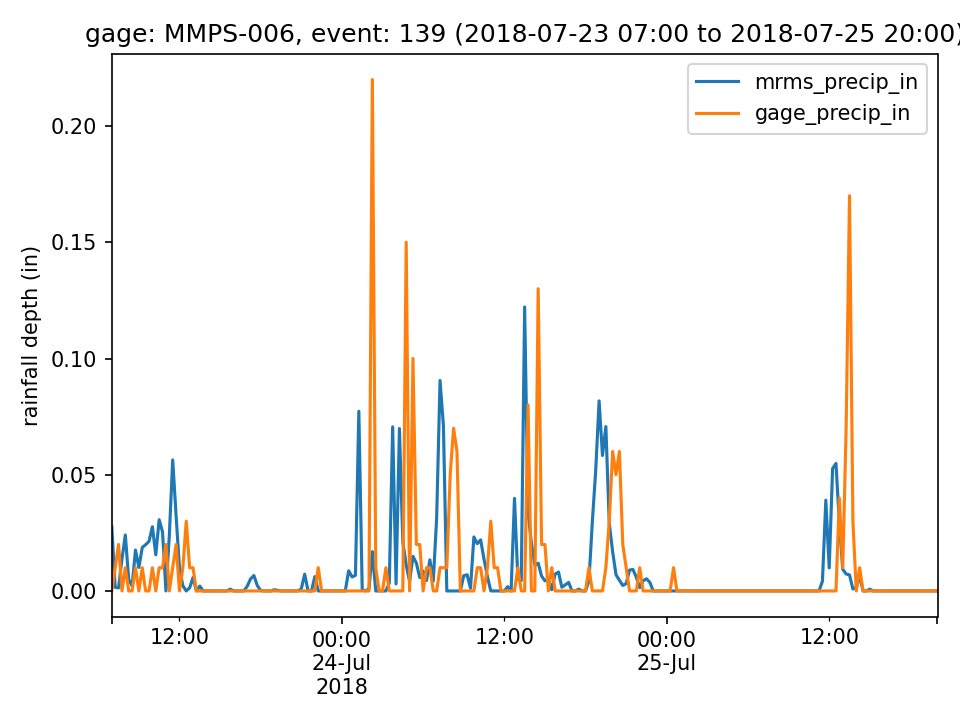 gage: MMPS-006, event: 139 (2018-07-23 07:00 to 2018-07-25 20:00)
mrms_precip_in
gage_precip_in
rainfall depth (in)
0.20
0.15
0.10
0.05
0.00
12:00
00:00
24-Jul
2018
12:00
00:00
25-Jul
12:00